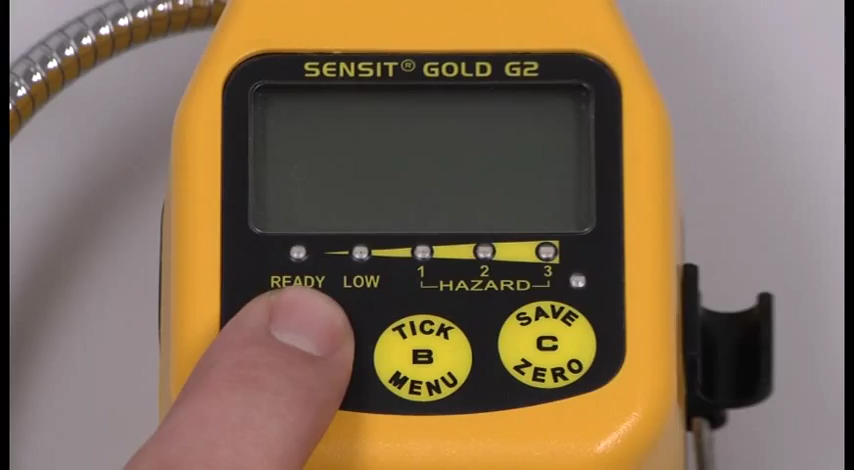 SENSIT® GOLD G2
READY LOW 1 2 3
HAZARD
TICK
B
MENU
SAVE
C
ZERO